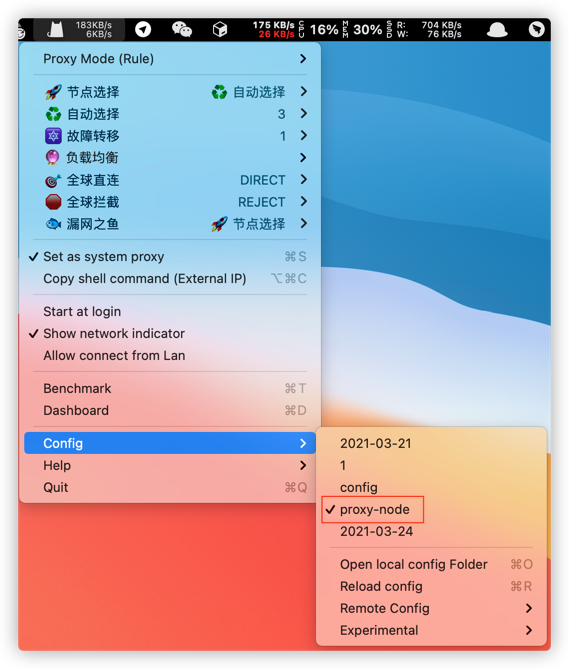 183KB/s
6KB/s
175 KB/s
26 KB/s
CPU
16%
MEM
30%
SSD
R:
W:
704 KB/s
76 KB/s
Proxy Mode (Rule)
节点选择 自动选择
自动选择 3
故障转移 1
负载均衡
全球直连 DIRECT
全球拦截 REJECT
漏网之鱼 节点选择
Set as system proxy ⌘S
Copy shell command (External IP) ⌥⌘C
Start at login
Show network indicator
Allow connect from Lan
Benchmark ⌘T
Dashboard ⌘D
Config
Help
Quit ⌘Q
2021-03-21
1
config
proxy-node
2021-03-24
Open local config Folder ⌘O
Reload config ⌘R
Remote Config
Experimental